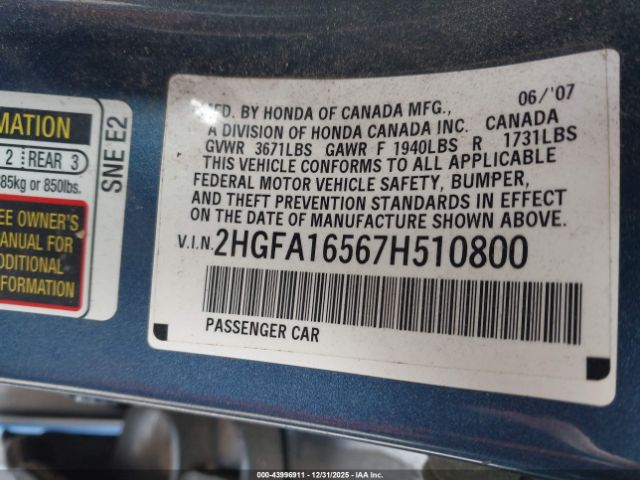 MATION
2 REAR 3
85kg or 850lbs.
EE OWNER'S
MANUAL FOR
DDITIONAL
FORMATION
SNE E2
MFD. BY HONDA OF CANADA MFG., 06/'07
A DIVISION OF HONDA CANADA INC. CANADA
GVWR 3671LBS GAWR F 1940LBS R 1731LBS
THIS VEHICLE CONFORMS TO ALL APPLICABLE
FEDERAL MOTOR VEHICLE SAFETY, BUMPER,
AND THEFT PREVENTION STANDARDS IN EFFECT
ON THE DATE OF MANUFACTURE SHOWN ABOVE.
V.I.N. 2HGFA16567H510800
PASSENGER CAR
000-43996911 - 12/31/2025 - IAA Inc.